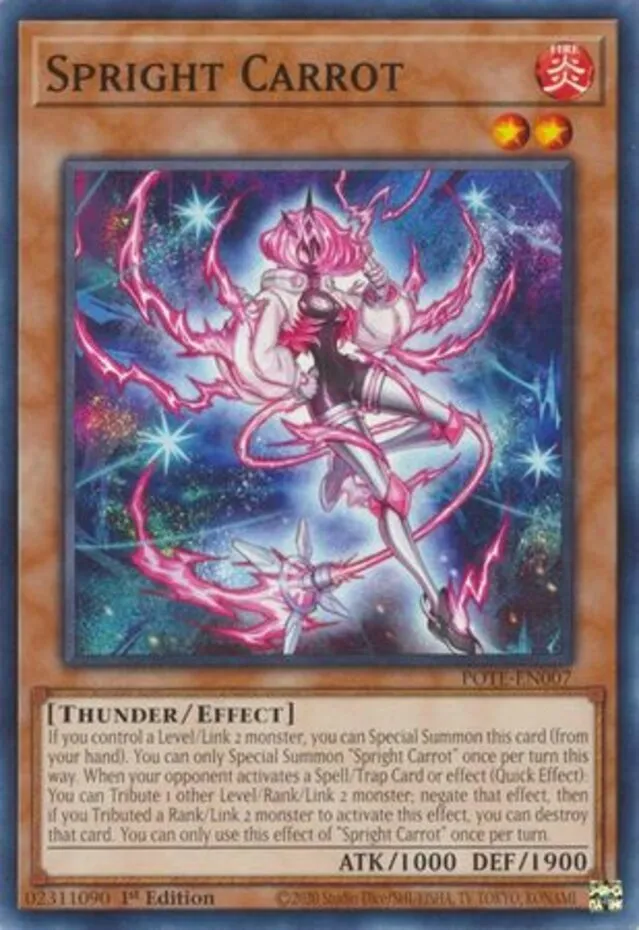 Spright Carrot
FIRE
炎
POTE-EN007
[Thunder/Effect]
If you control a Level/Link 2 monster, you can Special Summon this card (from
your hand). You can only Special Summon "Spright Carrot" once per turn this
way. When your opponent activates a Spell/Trap Card or effect (Quick Effect):
You can Tribute 1 other Level/Rank/Link 2 monster; negate that effect, then
if you Tributed a Rank/Link 2 monster to activate this effect, you can destroy
that card. You can only use this effect of "Spright Carrot" once per turn.
ATK/1000 DEF/1900
02311090 1st Edition ©2020 Studio Dice/SHUEISHA, TV TOKYO, KONAMI